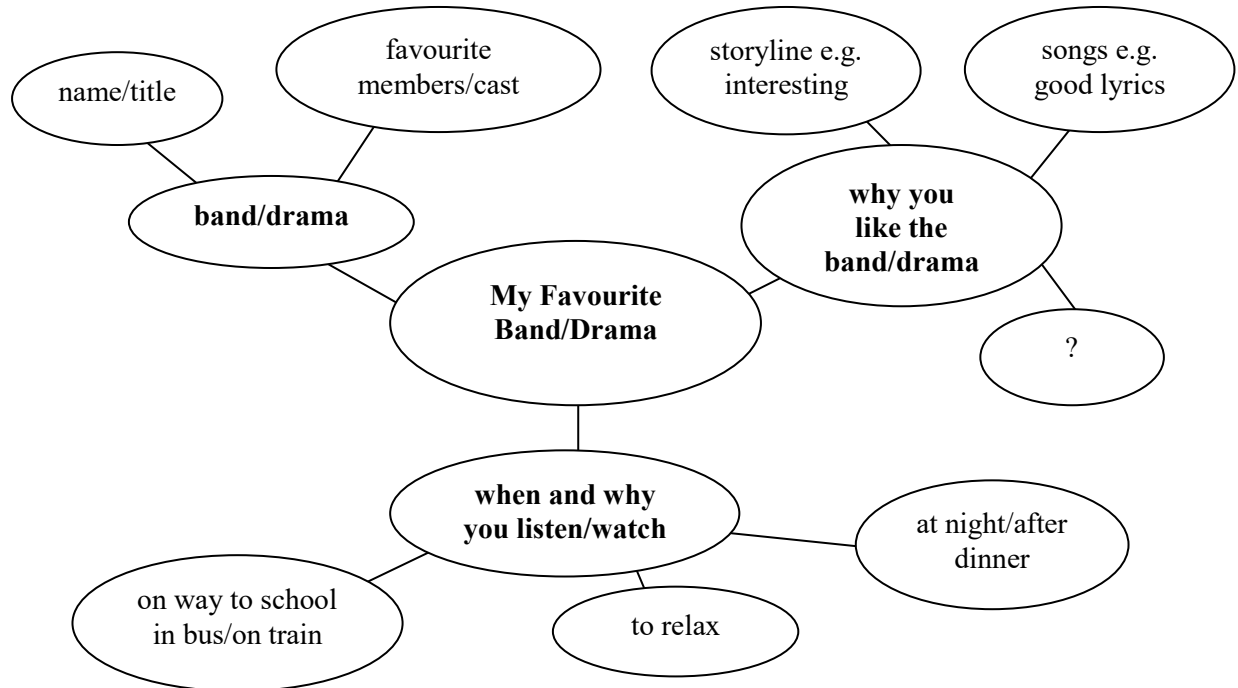 name/title
favourite
members/cast
storyline e.g.
interesting
songs e.g.
good lyrics
band/drama
why you
like the
band/drama
My Favourite
Band/Drama
?
when and why
you listen/watch
at night/after
dinner
on way to school
in bus/on train
to relax